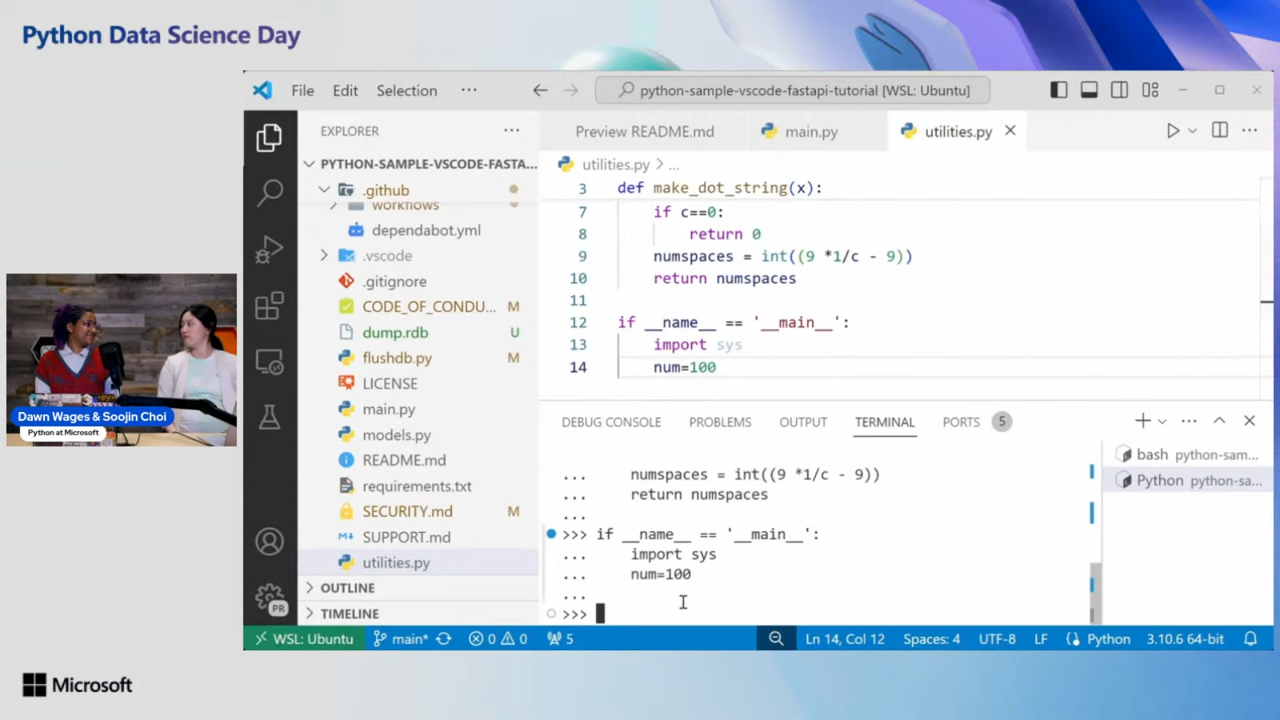 Python Data Science Day
File Edit Selection ··· python-sample-vscode-fastapi-tutorial [WSL: Ubuntu]
EXPLORER ···
PYTHON-SAMPLE-VSCODE-FASTA...
.github
workflows
dependabot.yml
.vscode
.gitignore
CODE_OF_CONDU... M
dump.rdb U
flushdb.py M
LICENSE
main.py
models.py
README.md
requirements.txt
SECURITY.md M
SUPPORT.md
utilities.py
OUTLINE
TIMELINE
Preview README.md main.py utilities.py
utilities.py > ...
3 def make_dot_string(x):
7 if c==0:
8 return 0
9 numspaces = int((9 *1/c - 9))
10 return numspaces
11
12 if __name__ == '__main__':
13 import sys
14 num=100
DEBUG CONSOLE PROBLEMS OUTPUT TERMINAL PORTS 5
... numspaces = int((9 *1/c - 9))
... return numspaces
...
>>> if __name__ == '__main__':
... import sys
... num=100
...
>>>
bash python-sam...
Python python-sa...
PR
WSL: Ubuntu main* 0 0 5 Ln 14, Col 12 Spaces: 4 UTF-8 LF Python 3.10.6 64-bit
Dawn Wages & Soojin Choi
Python at Microsoft
Microsoft